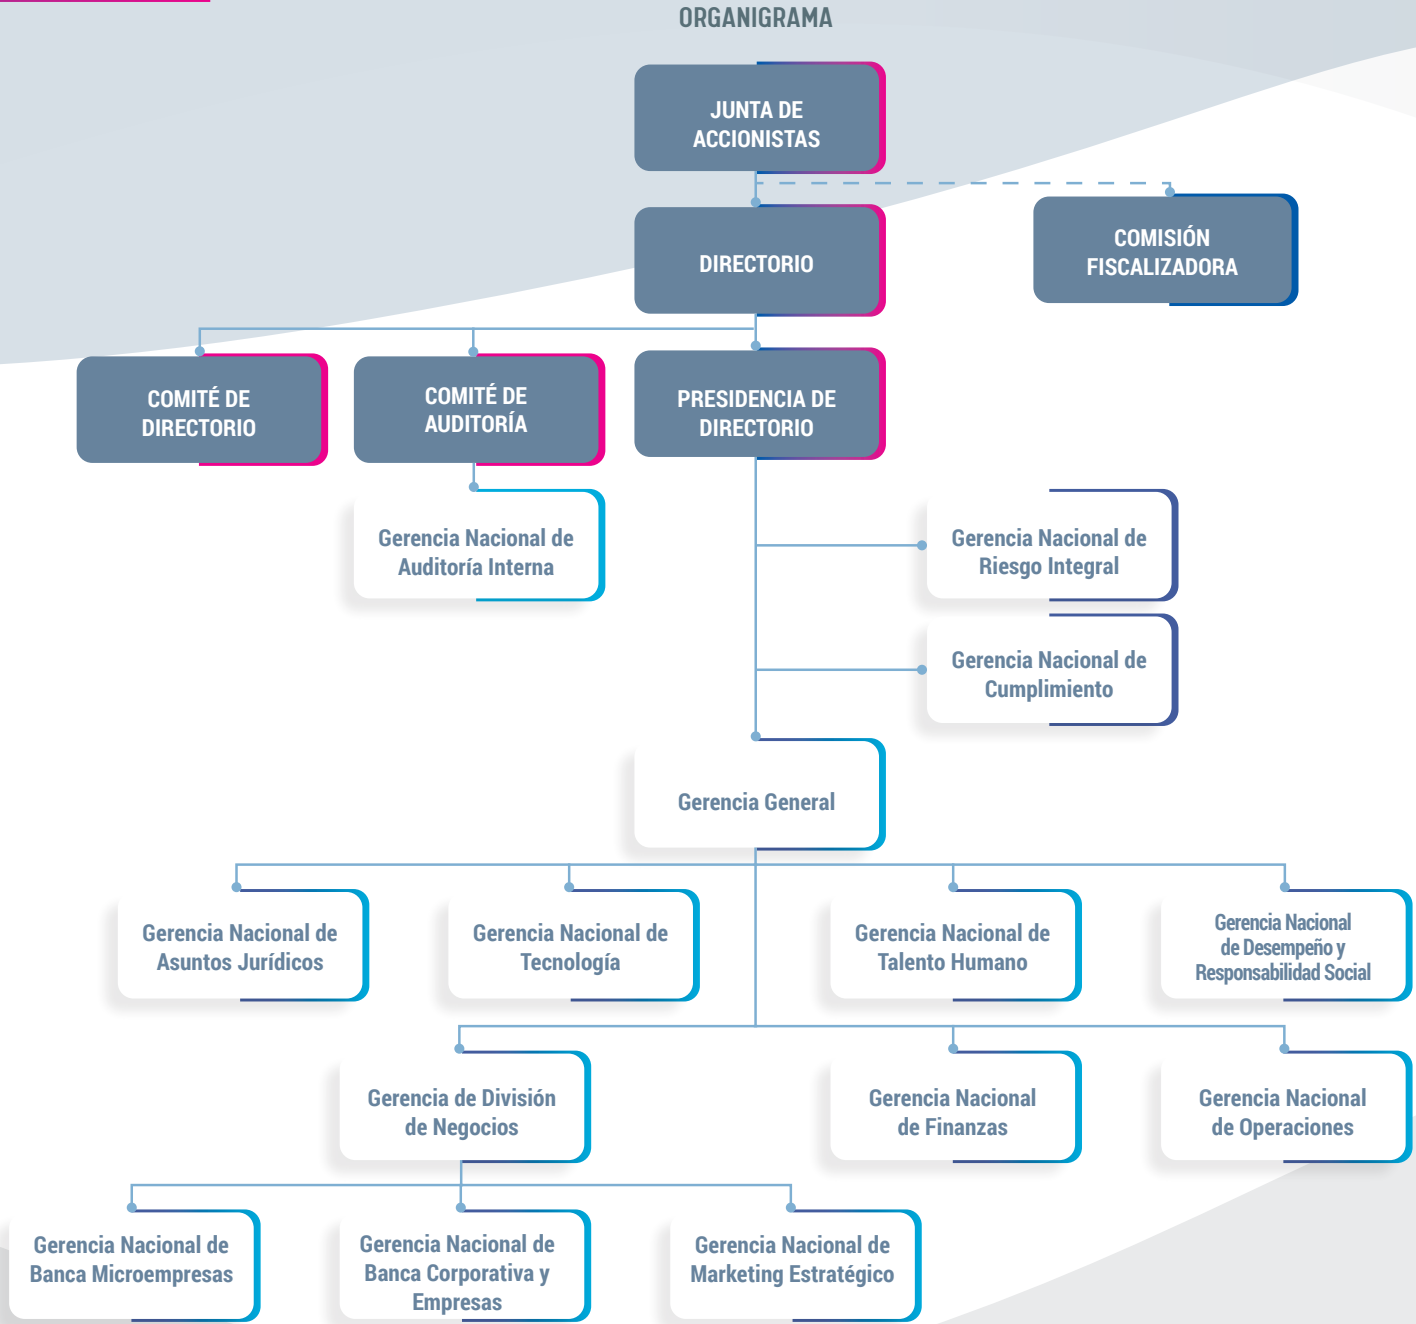 ORGANIGRAMA
JUNTA DE
ACCIONISTAS
DIRECTORIO
COMISIÓN
FISCALIZADORA
COMITÉ DE
DIRECTORIO
COMITÉ DE
AUDITORÍA
PRESIDENCIA DE
DIRECTORIO
Gerencia Nacional de
Auditoría Interna
Gerencia Nacional de
Riesgo Integral
Gerencia Nacional de
Cumplimiento
Gerencia General
Gerencia Nacional de
Asuntos Jurídicos
Gerencia Nacional de
Tecnología
Gerencia Nacional de
Talento Humano
Gerencia Nacional
de Desempeño y
Responsabilidad Social
Gerencia de División
de Negocios
Gerencia Nacional
de Finanzas
Gerencia Nacional
de Operaciones
Gerencia Nacional de
Banca Microempresas
Gerencia Nacional de
Banca Corporativa y
Empresas
Gerencia Nacional de
Marketing Estratégico